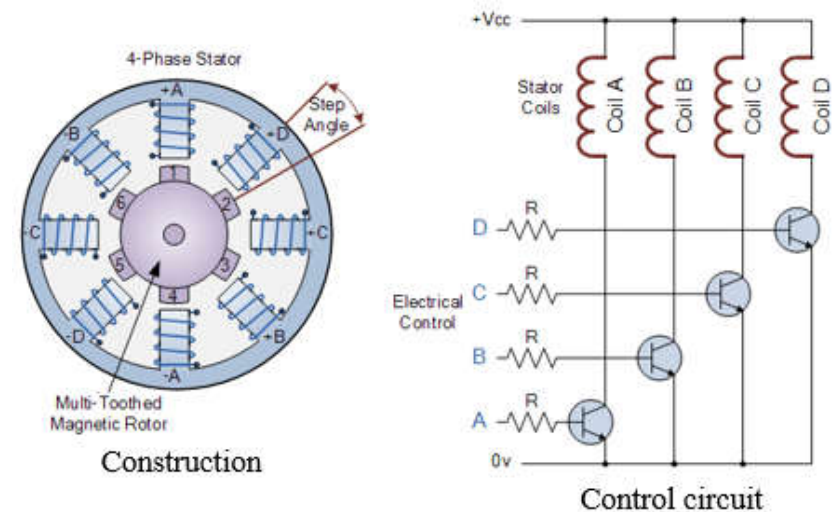 4-Phase Stator
+A
-B
+D
Step
Angle
1
6
2
-C
+C
5
3
4
-D
+B
-A
Multi-Toothed
Magnetic Rotor
Construction
+Vcc
Stator
Coils
Coil A
Coil B
Coil C
Coil D
R
D
R
C
Electrical
Control
R
B
R
A
0v
Control circuit